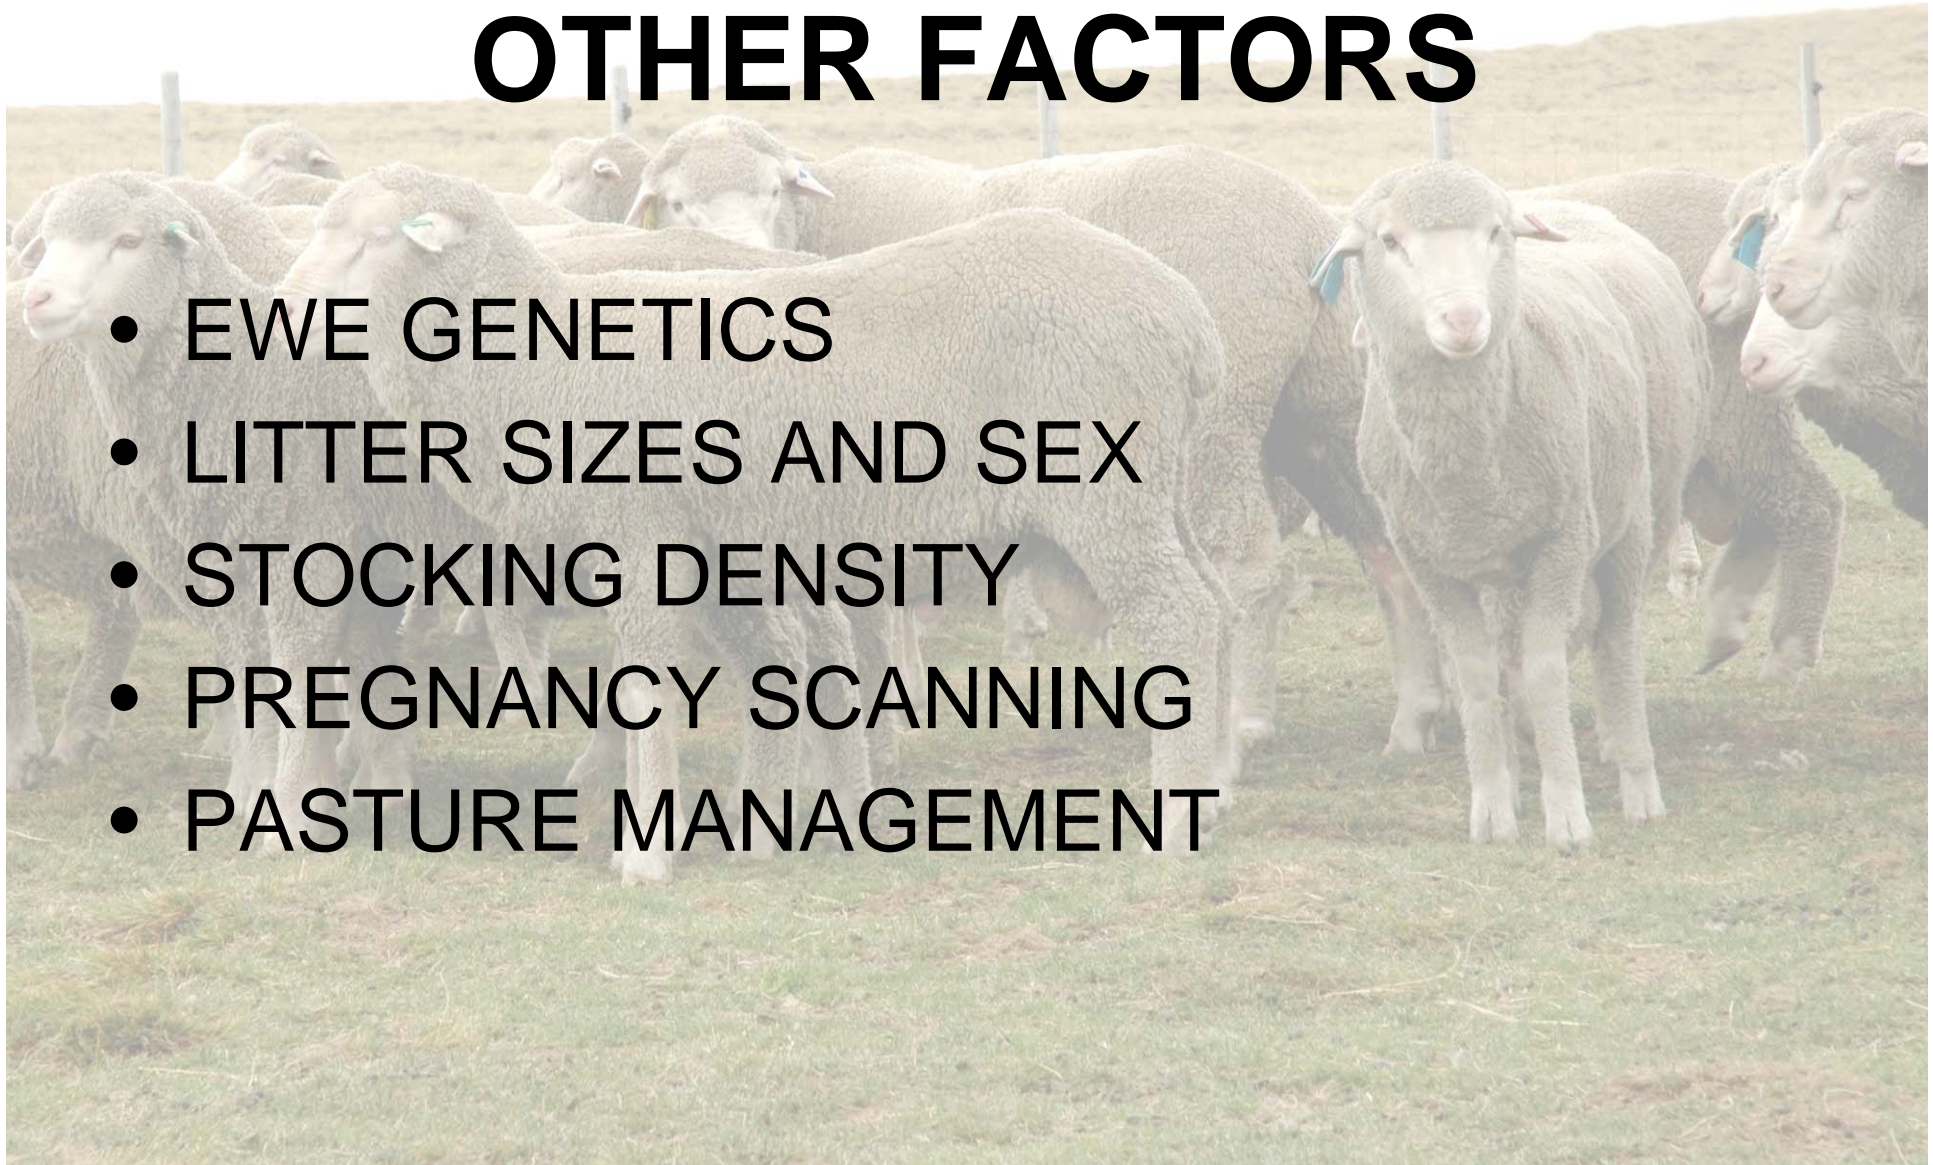 OTHER FACTORS
• EWE GENETICS
• LITTER SIZES AND SEX
• STOCKING DENSITY
• PREGNANCY SCANNING
• PASTURE MANAGEMENT